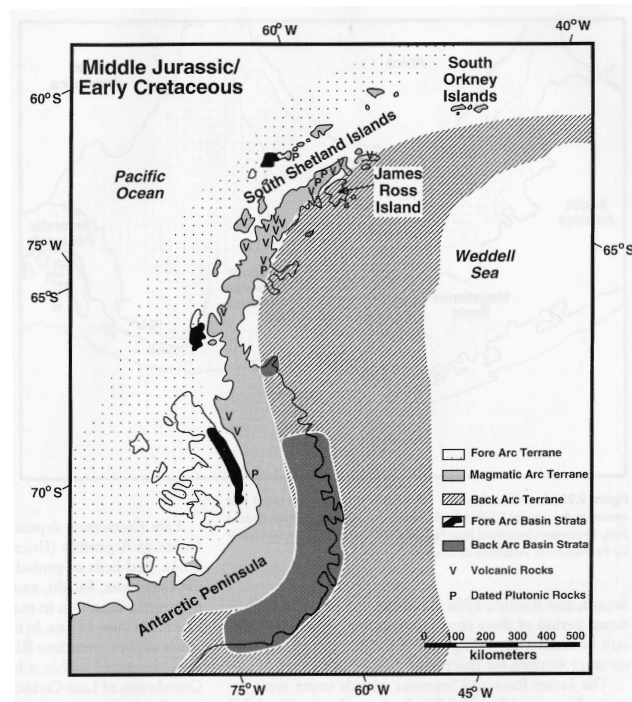 60°W
40°W
Middle Jurassic/
Early Cretaceous
South
Orkney
Islands
60°S
South Shetland Islands
P
V
Pacific
Ocean
P V
P
V
James
Ross
Island
V
V V
V V
V
V
P
75° W
65°S
Weddell
Sea
65°S
V
V
V
P
Fore Arc Terrane
Magmatic Arc Terrane
Back Arc Terrane
Fore Arc Basin Strata
Back Arc Basin Strata
V Volcanic Rocks
P Dated Plutonic Rocks
70°S
Antarctic Peninsula
0 100 200 300 400 500
kilometers
75°W
60°W
45°W